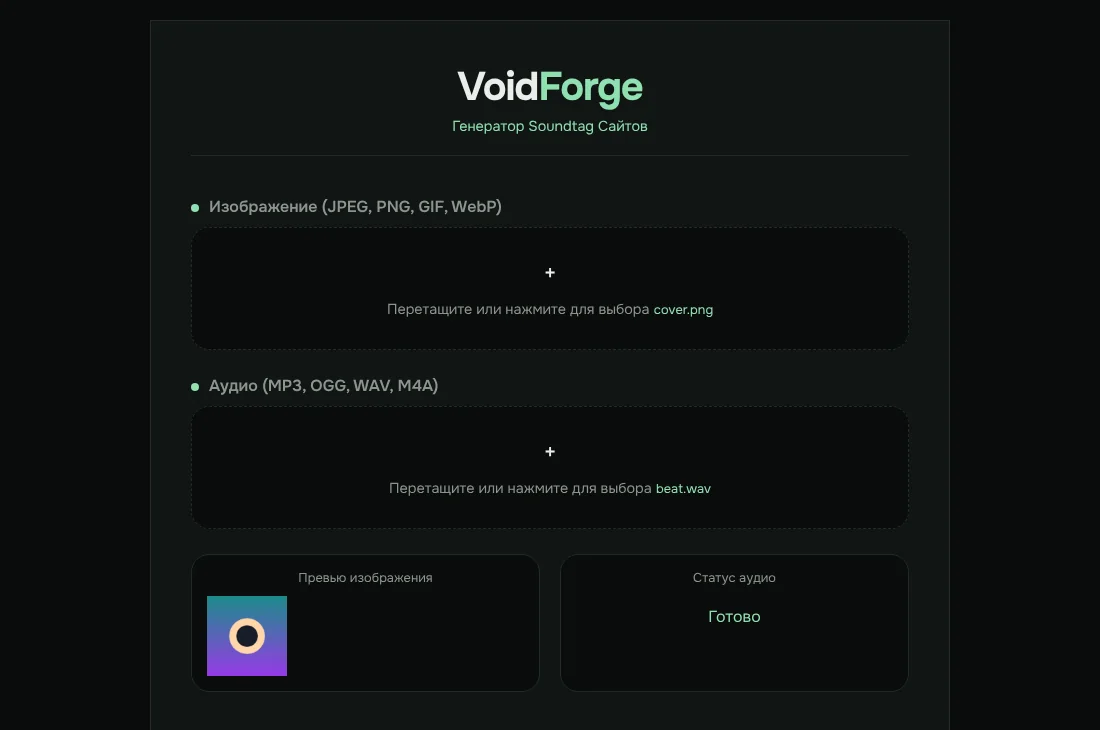 VoidForge
Генератор Soundtag Сайтов
Изображение (JPEG, PNG, GIF, WebP)
+
Перетащите или нажмите для выбора cover.png
Аудио (MP3, OGG, WAV, M4A)
+
Перетащите или нажмите для выбора beat.wav
Превью изображения
Статус аудио
Готово